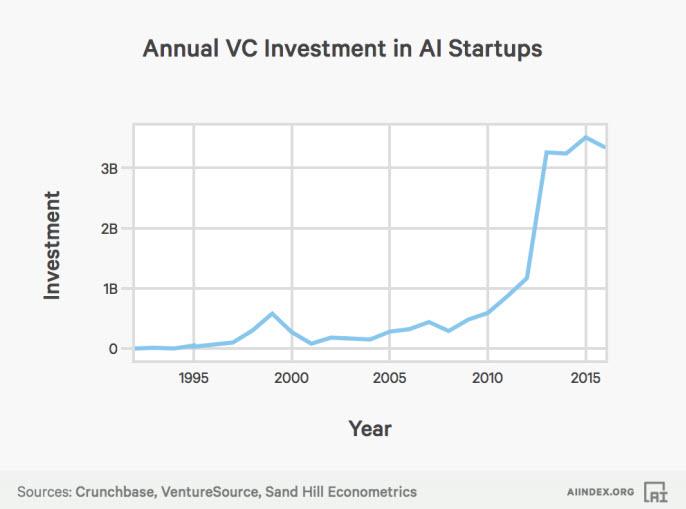 Annual VC Investment in AI Startups
3B
2B
1B
0
Investment
1995 2000 2005 2010 2015
Year
Sources: Crunchbase, VentureSource, Sand Hill Econometrics
AIINDEX.ORG AI